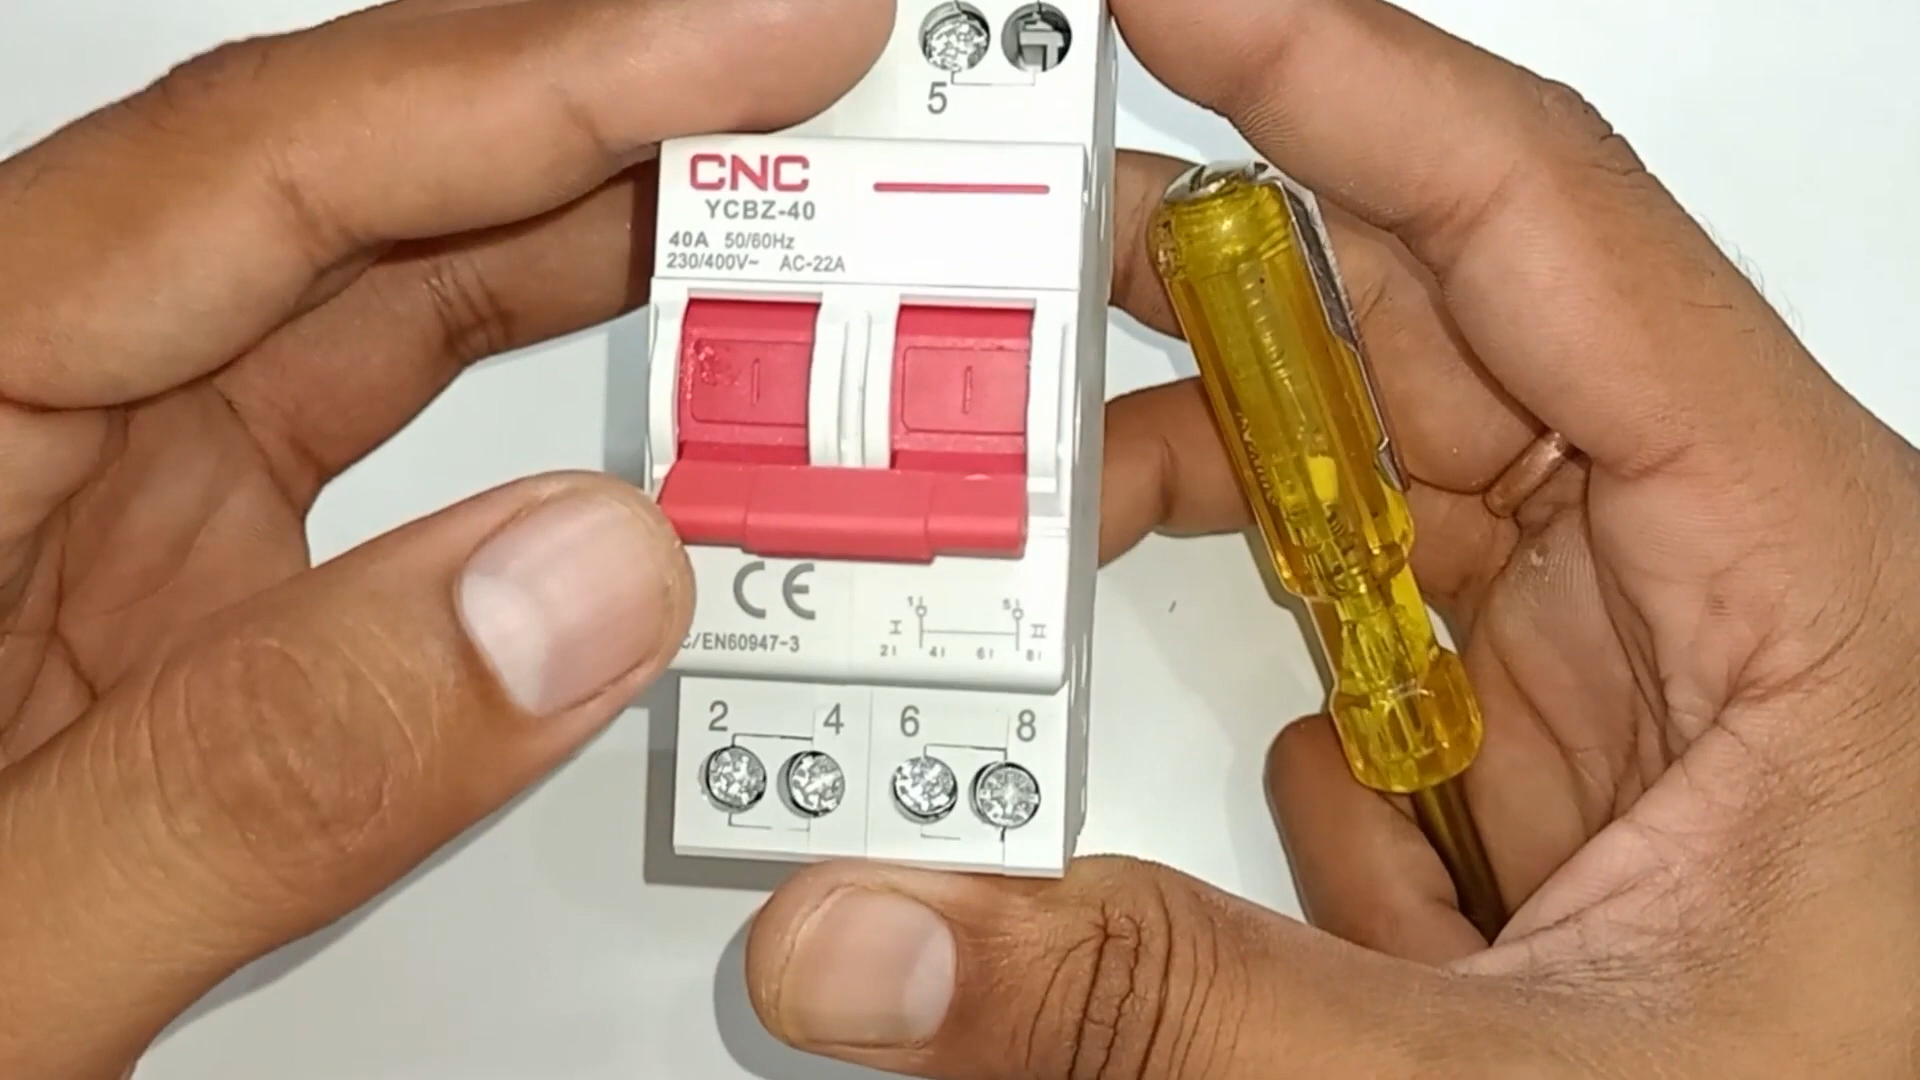 5
CNC
YCBZ-40
40A 50/60Hz
230/400V~ AC-22A
I I
CE
C/EN60947-3
1 5
I II
2 4 6 8
2 4 6 8